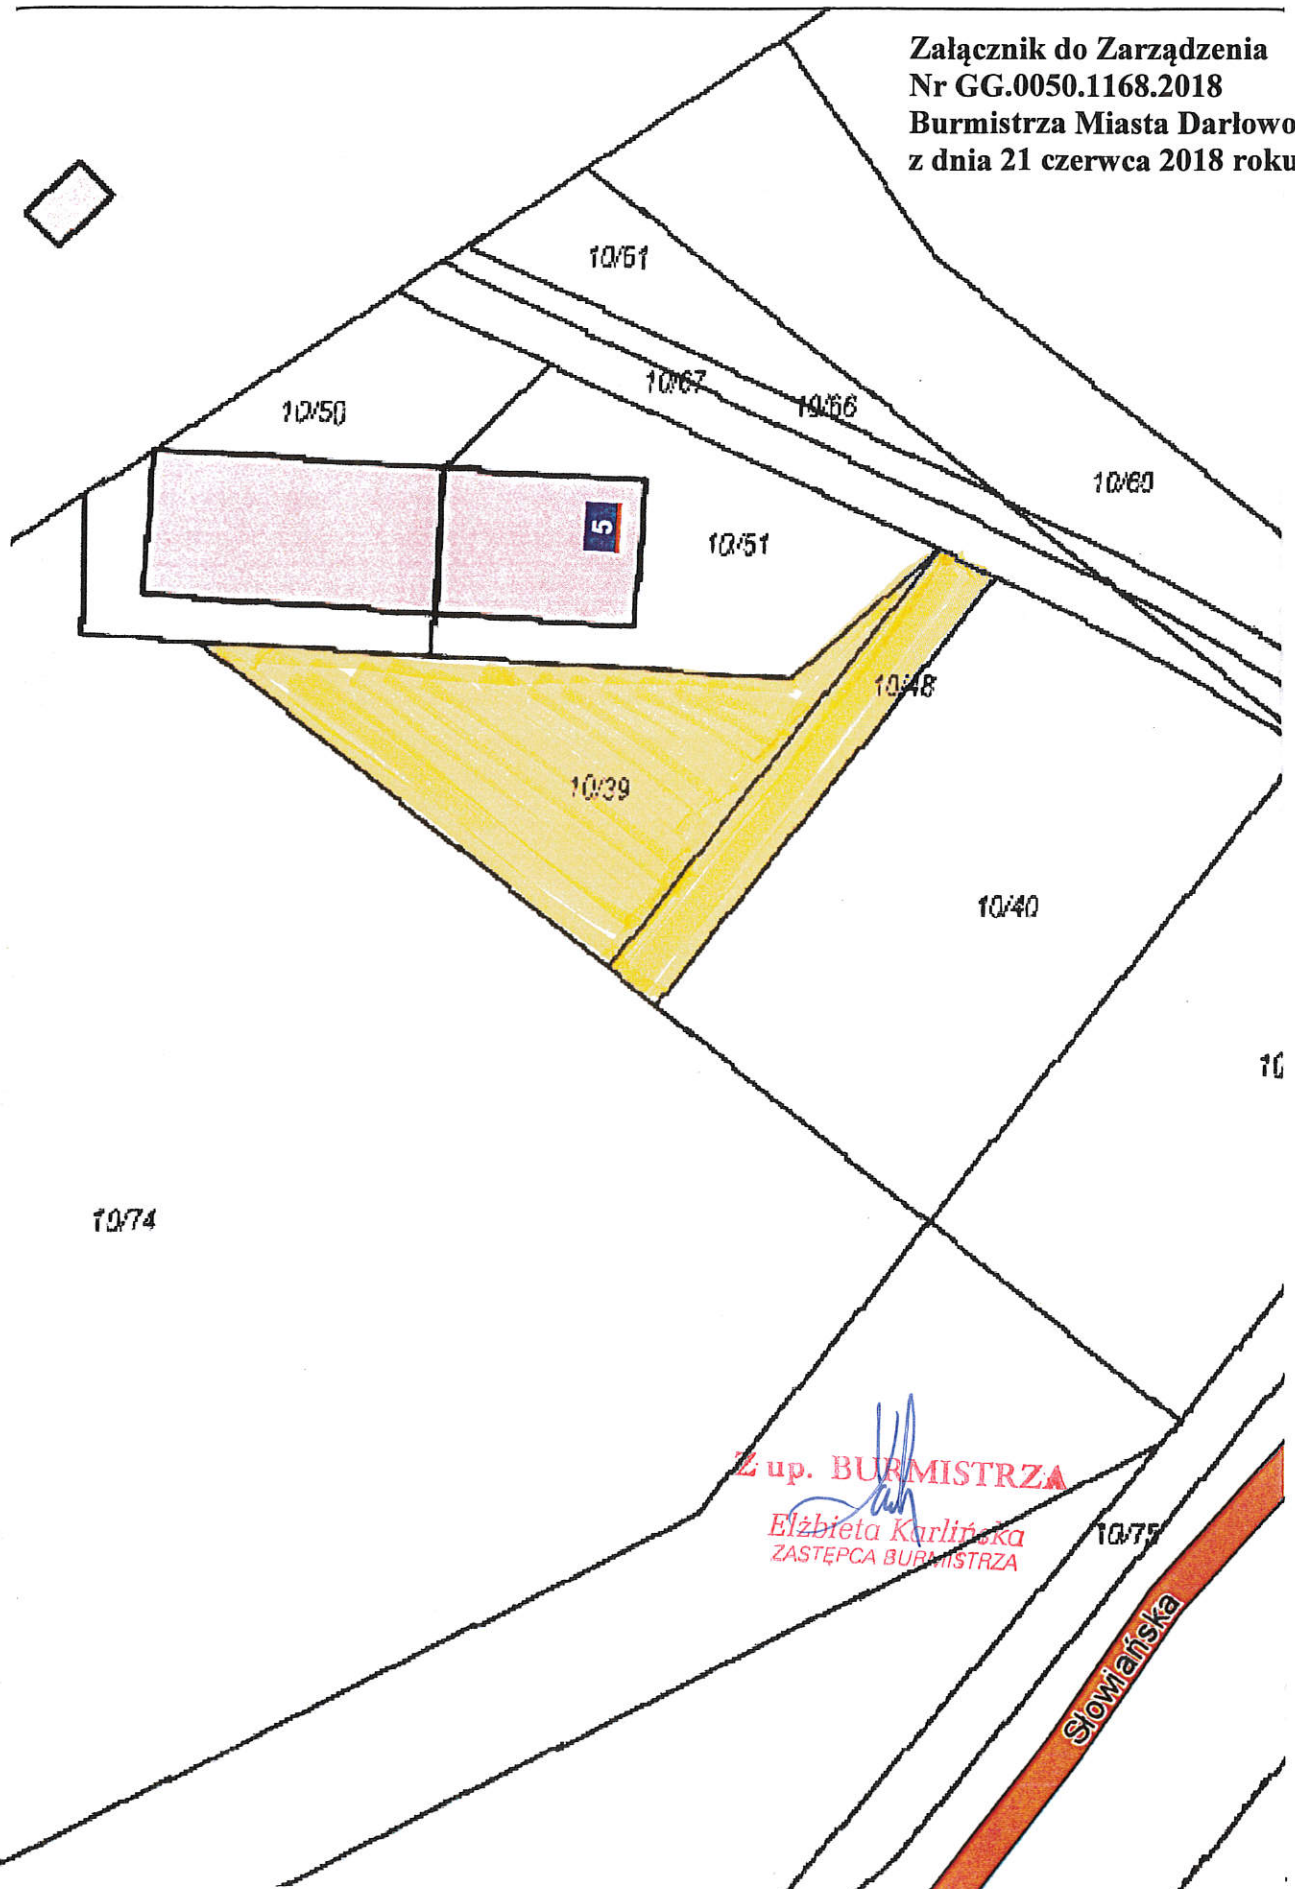 Załącznik do Zarządzenia
Nr GG.0050.1168.2018
Burmistrza Miasta Darłowo
z dnia 21 czerwca 2018 roku
10/61
10/67
10/66
10/50
10/60
5
10/51
10/48
10/39
10/40
10
10/74
Z up. BURMISTRZA
Elżbieta Karlińska
ZASTĘPCA BURMISTRZA
10/75
Słowiańska